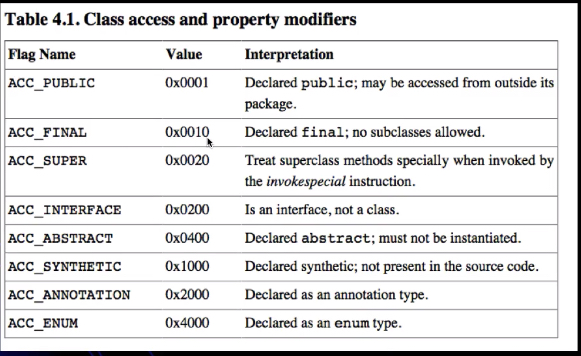 Table 4.1. Class access and property modifiers
Flag Name Value Interpretation
ACC_PUBLIC 0x0001 Declared public; may be accessed from outside its
package.
ACC_FINAL 0x0010 Declared final; no subclasses allowed.
ACC_SUPER 0x0020 Treat superclass methods specially when invoked by
the invokespecial instruction.
ACC_INTERFACE 0x0200 Is an interface, not a class.
ACC_ABSTRACT 0x0400 Declared abstract; must not be instantiated.
ACC_SYNTHETIC 0x1000 Declared synthetic; not present in the source code.
ACC_ANNOTATION 0x2000 Declared as an annotation type.
ACC_ENUM 0x4000 Declared as an enum type.